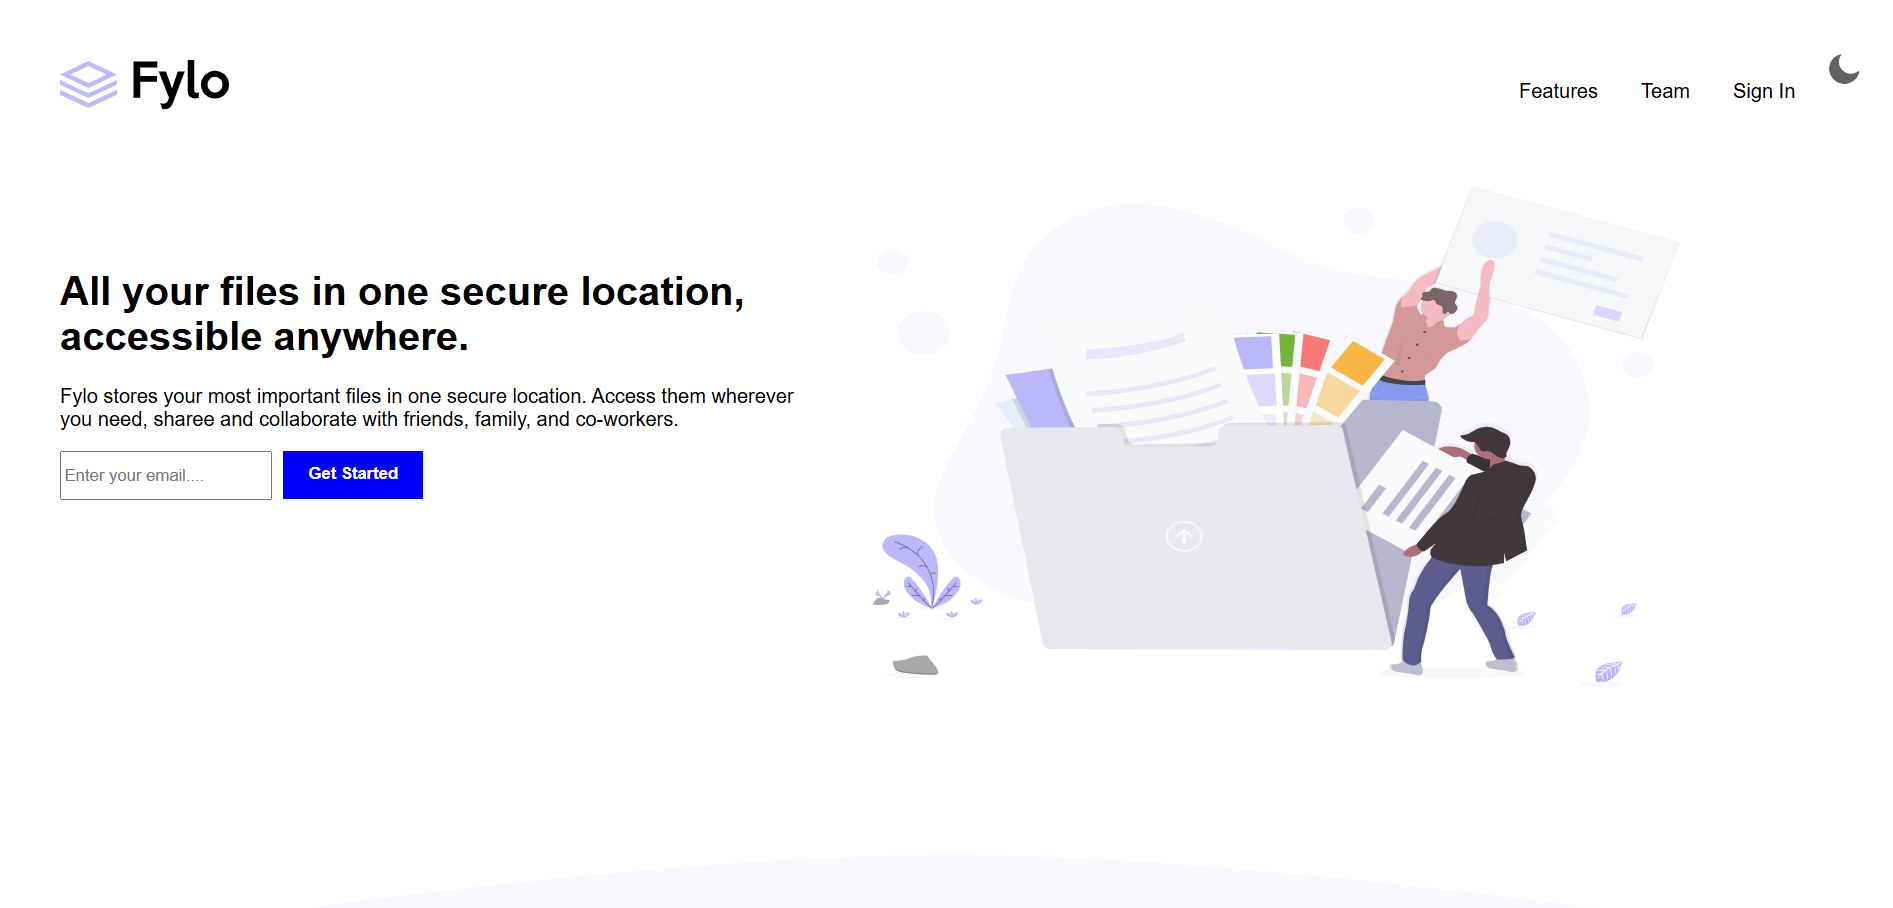 Fylo
Features
Team
Sign In
All your files in one secure location,
accessible anywhere.
Fylo stores your most important files in one secure location. Access them wherever
you need, sharee and collaborate with friends, family, and co-workers.
Enter your email....
Get Started